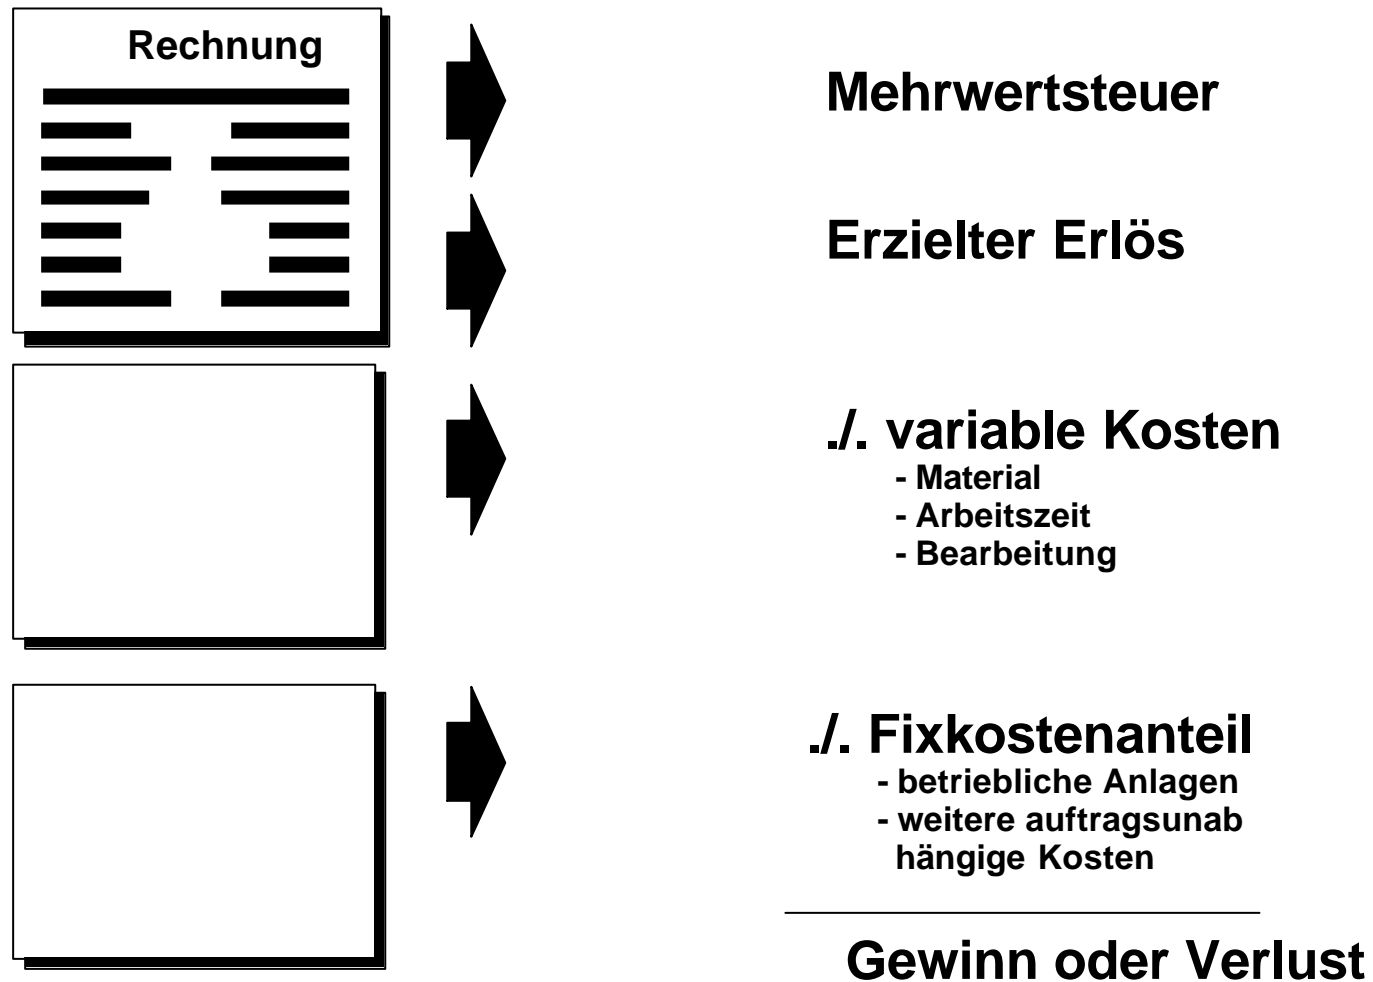 Rechnung
Mehrwertsteuer
Erzielter Erlös
./. variable Kosten
- Material
- Arbeitszeit
- Bearbeitung
./. Fixkostenanteil
- betriebliche Anlagen
- weitere auftragsunab
hängige Kosten
Gewinn oder Verlust